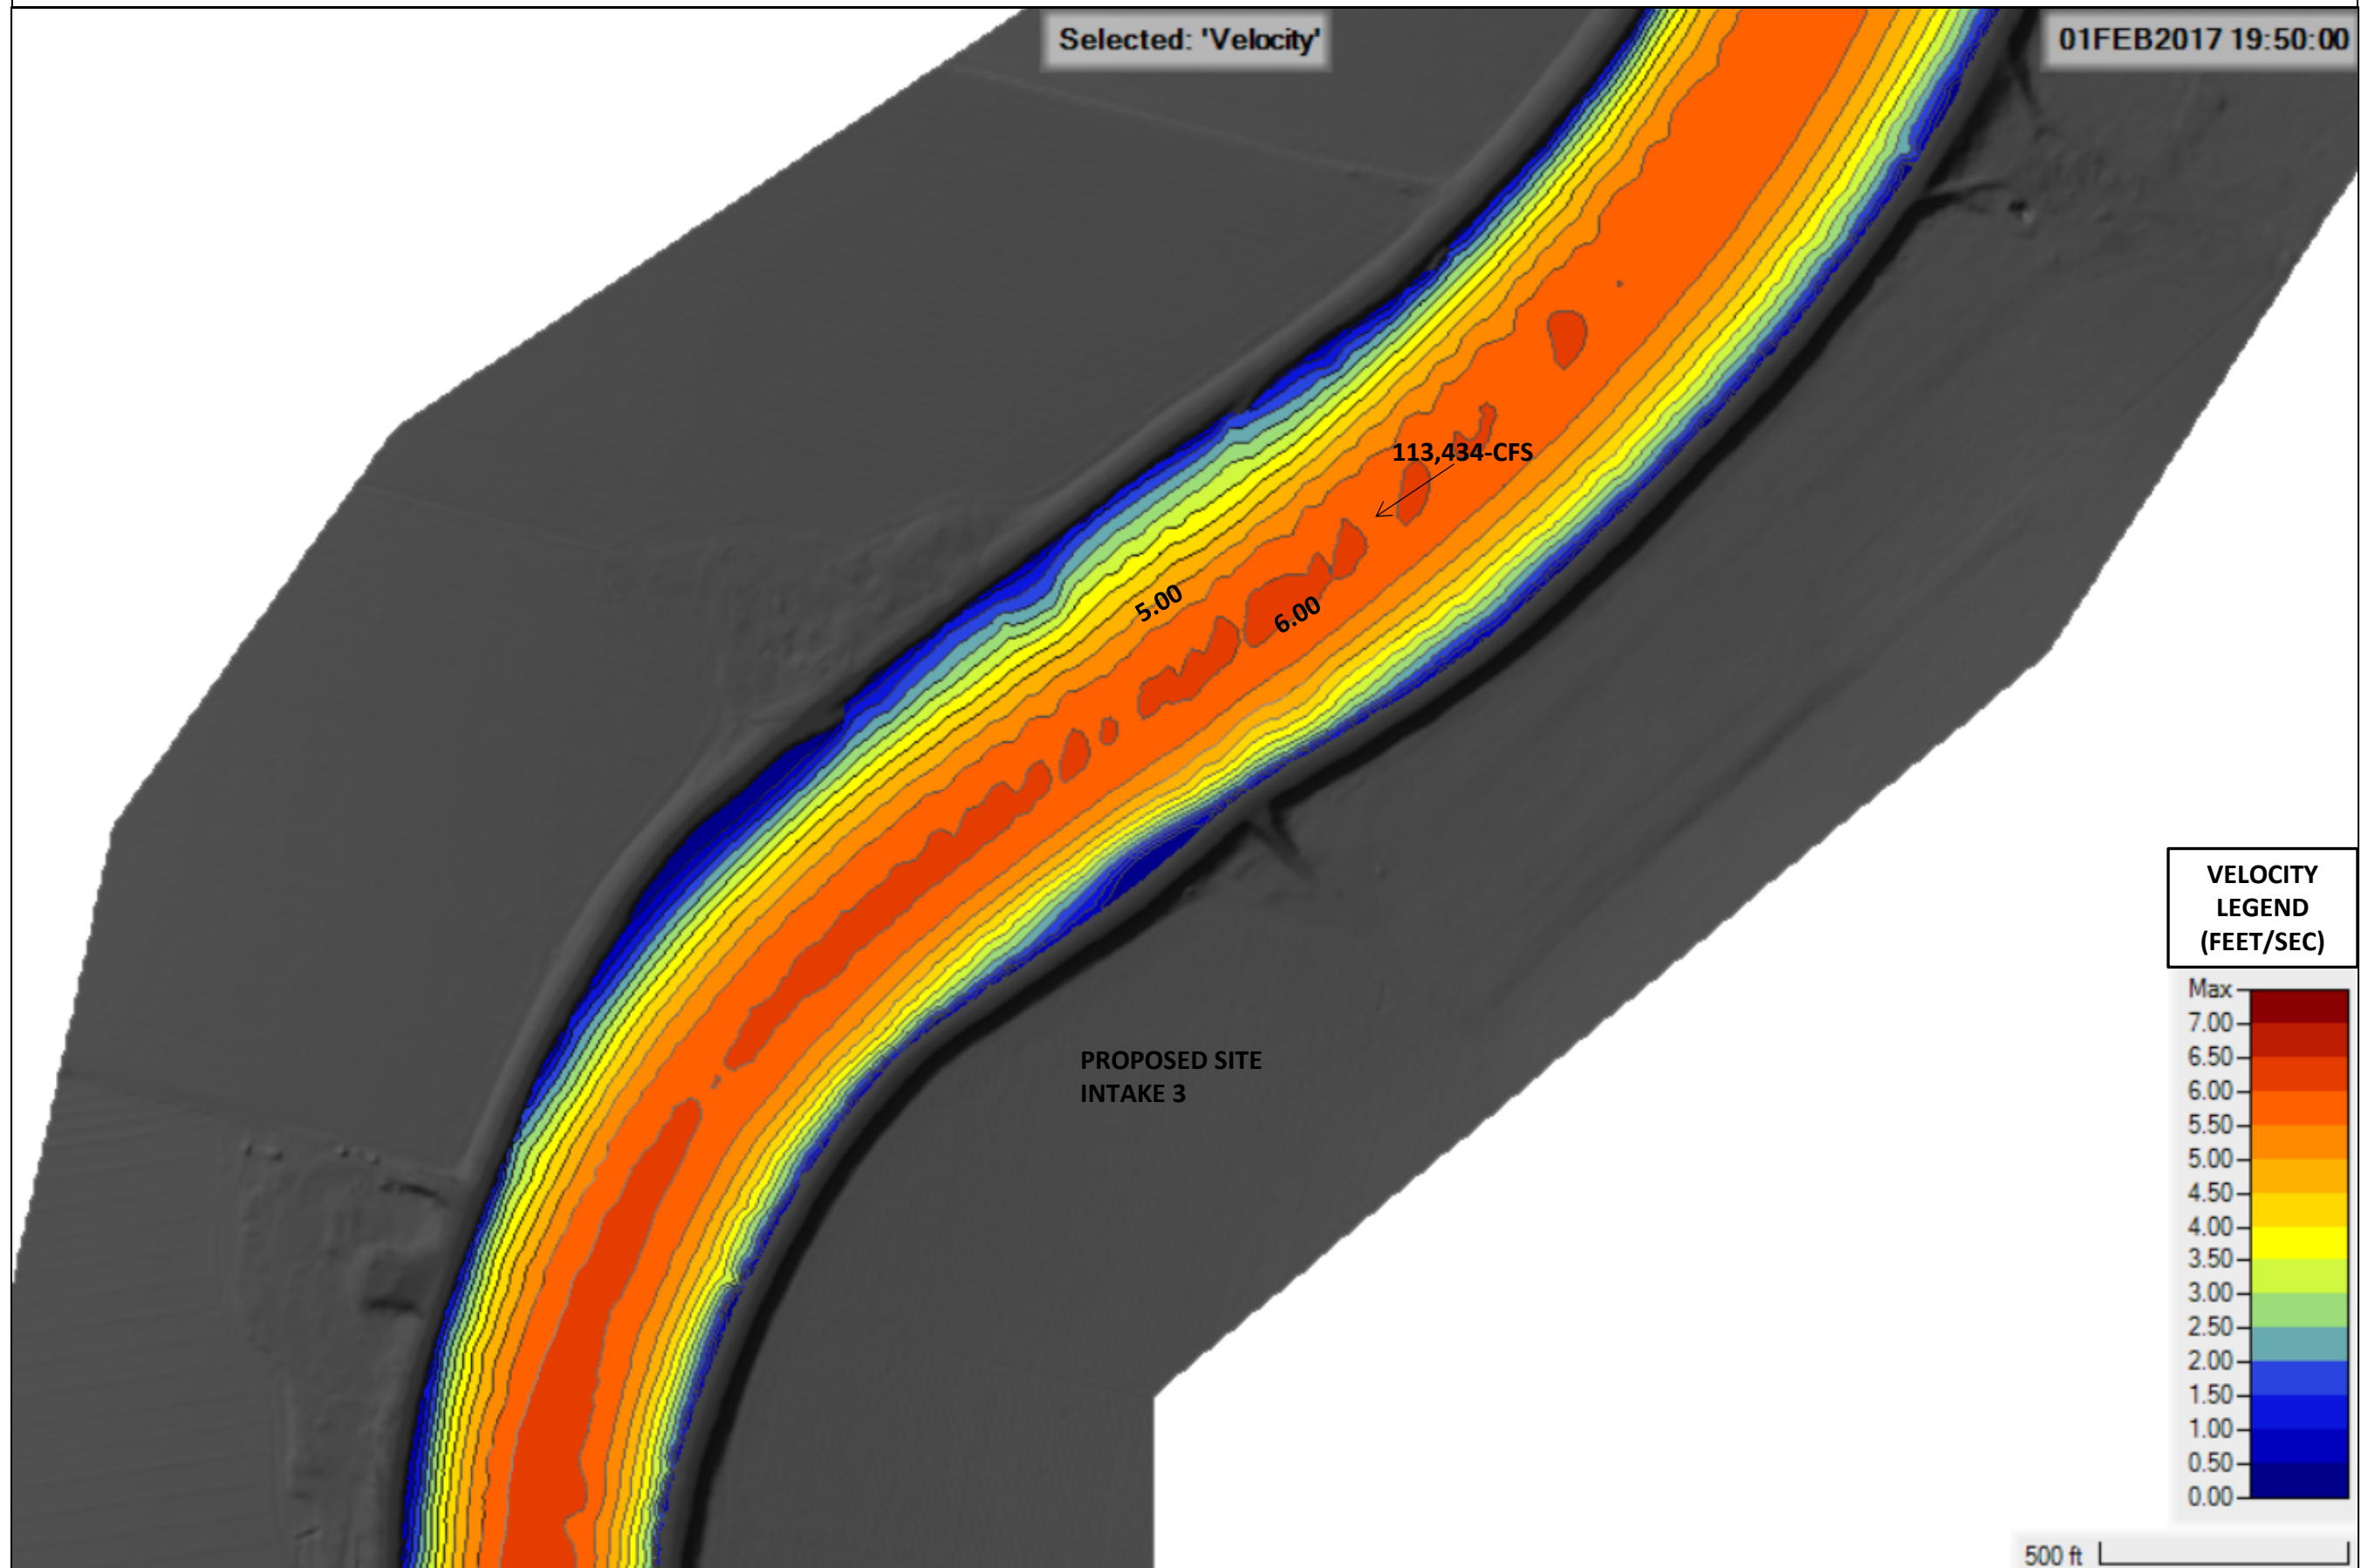 Selected: 'Velocity'
01FEB2017 19:50:00
113,434-CFS
5.00
6.00
PROPOSED SITE
INTAKE 3
VELOCITY
LEGEND
(FEET/SEC)
Max
7.00
6.50
6.00
5.50
5.00
4.50
4.00
3.50
3.00
2.50
2.00
1.50
1.00
0.50
0.00
500 ft